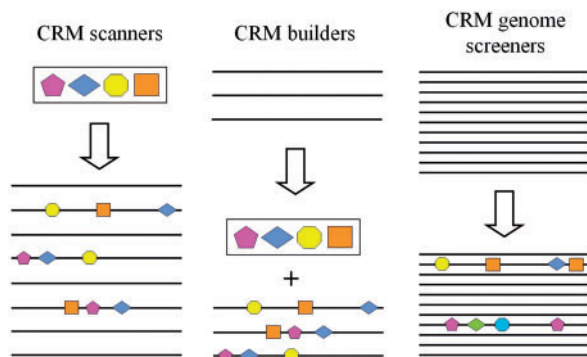 CRM scanners
CRM builders
CRM genome
screeners
+